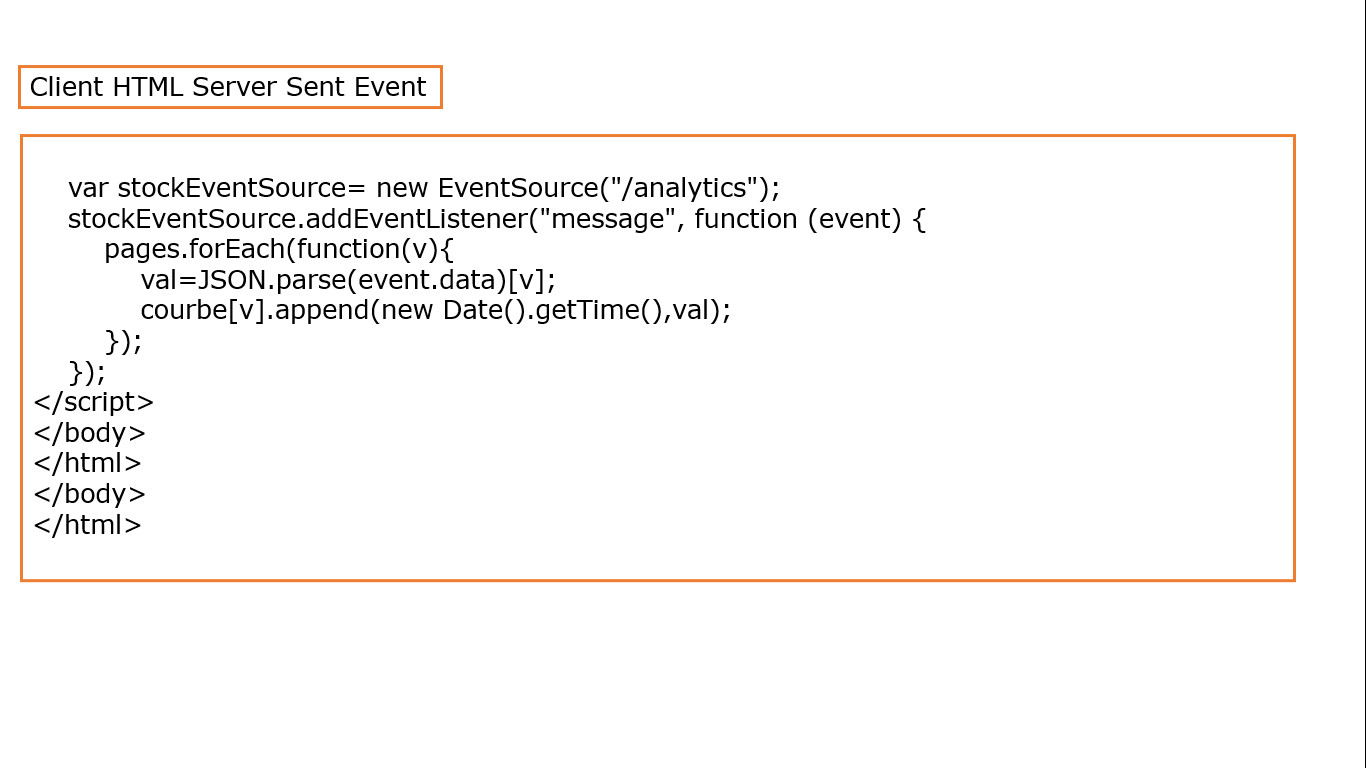 Client HTML Server Sent Event
var stockEventSource= new EventSource("/analytics");
stockEventSource.addEventListener("message", function (event) {
pages.forEach(function(v){
val=JSON.parse(event.data)[v];
courbe[v].append(new Date().getTime(),val);
});
});
</script>
</body>
</html>
</body>
</html>